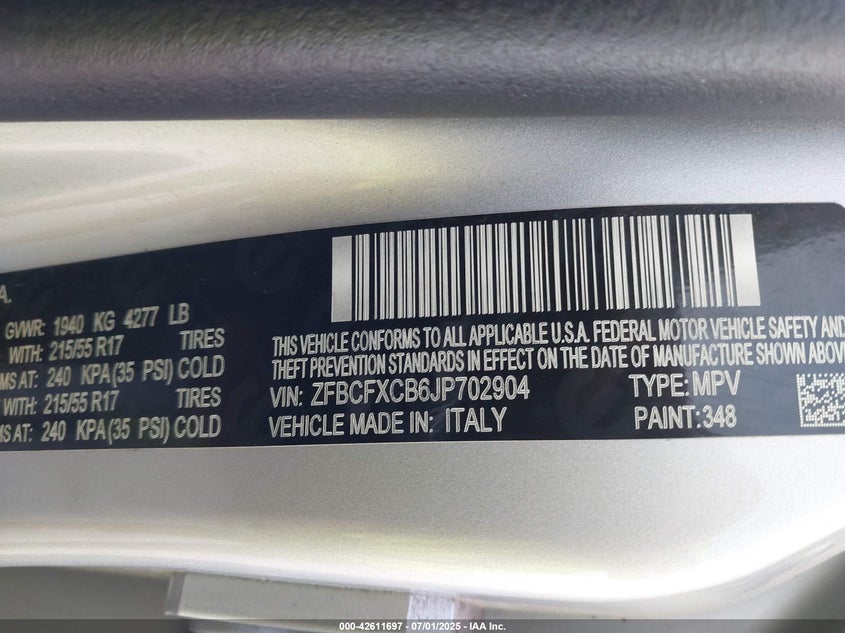 A.
GVWR: 1940 KG 4277 LB
WITH: 215/55 R17 TIRES
MS AT: 240 KPA(35 PSI) COLD
WITH: 215/55 R17 TIRES
MS AT: 240 KPA(35 PSI) COLD
THIS VEHICLE CONFORMS TO ALL APPLICABLE U.S.A. FEDERAL MOTOR VEHICLE SAFETY AND
THEFT PREVENTION STANDARDS IN EFFECT ON THE DATE OF MANUFACTURE SHOWN ABOVE
VIN: ZFBCFXCB6JP702904 TYPE: MPV
VEHICLE MADE IN: ITALY PAINT: 348
000-42611697 - 07/01/2025 - IAA Inc.